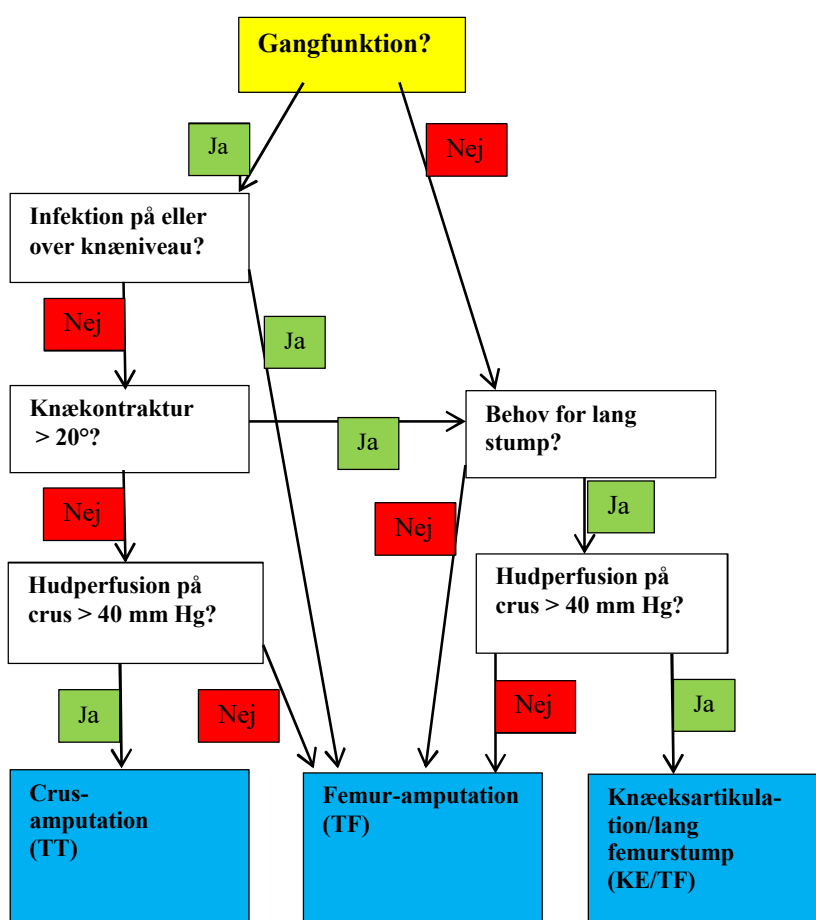 Gangfunktion?
Ja
Nej
Infektion på eller
over knæniveau?
Nej
Ja
Knækontraktur
> 20°?
Ja
Behov for lang
stump?
Nej
Nej
Ja
Hudperfusion på
crus > 40 mm Hg?
Hudperfusion på
crus > 40 mm Hg?
Ja
Nej
Nej
Ja
Crus-
amputation
(TT)
Femur-amputation
(TF)
Knæeksartikula-
tion/lang
femurstump
(KE/TF)